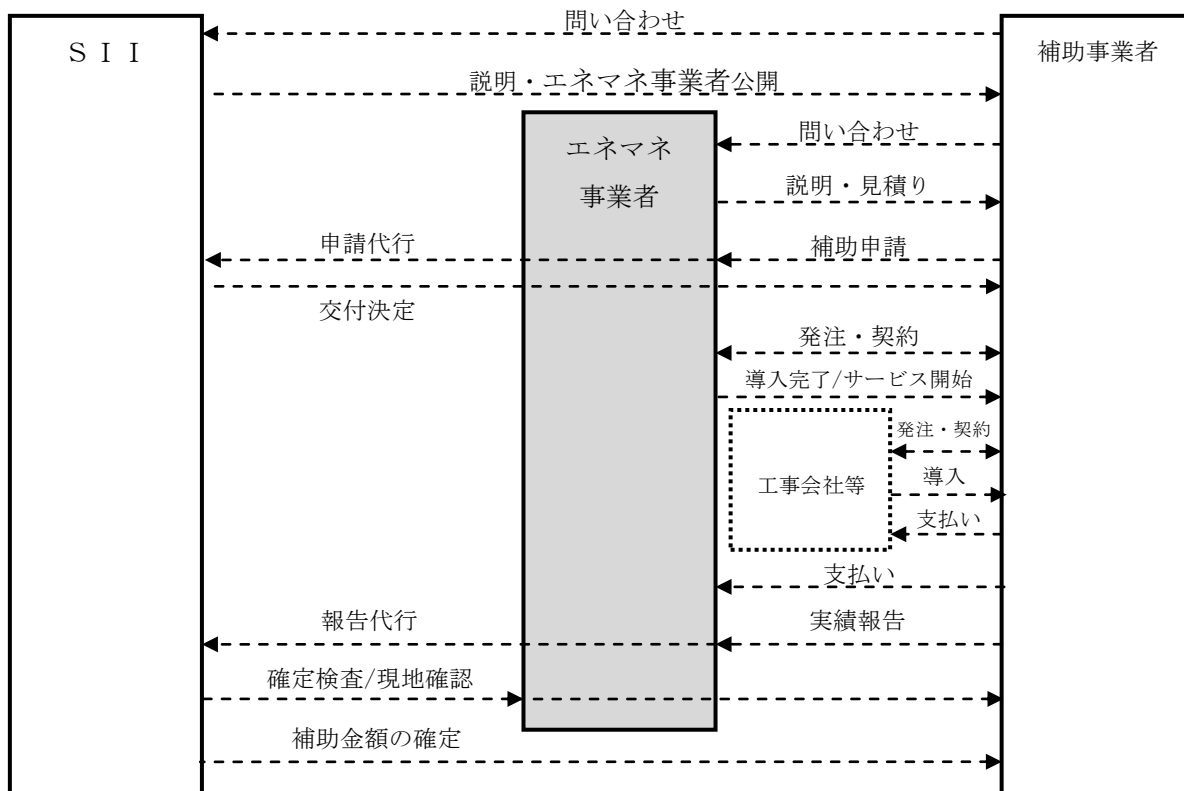 問い合わせ
ＳＩＩ
補助事業者
説明・エネマネ事業者公開
エネマネ
事業者
問い合わせ
説明・見積り
申請代行
補助申請
交付決定
発注・契約
導入完了/サービス開始
発注・契約
工事会社等
導入
支払い
支払い
報告代行
実績報告
確定検査/現地確認
補助金額の確定